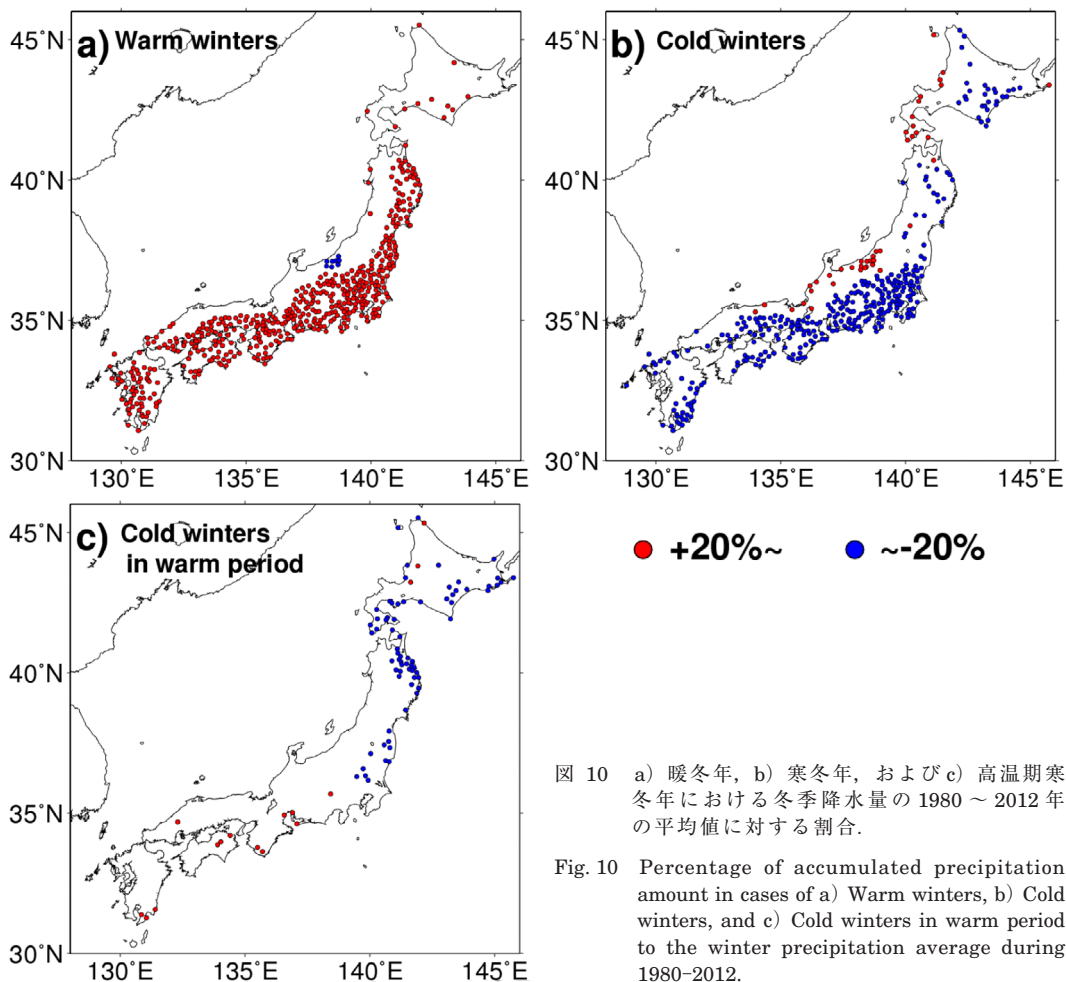 a) Warm winters
45°N
40°N
35°N
30°N
130°E
135°E
140°E
145°E
b) Cold winters
45°N
40°N
35°N
30°N
130°E
135°E
140°E
145°E
c) Cold winters
in warm period
45°N
40°N
35°N
30°N
130°E
135°E
140°E
145°E
+20%~
~-20%
図 10 a) 暖冬年, b) 寒冬年, および c) 高温期寒
冬年における冬季降水量の 1980 ~ 2012 年
の平均値に対する割合.
Fig. 10 Percentage of accumulated precipitation
amount in cases of a) Warm winters, b) Cold
winters, and c) Cold winters in warm period
to the winter precipitation average during
1980-2012.